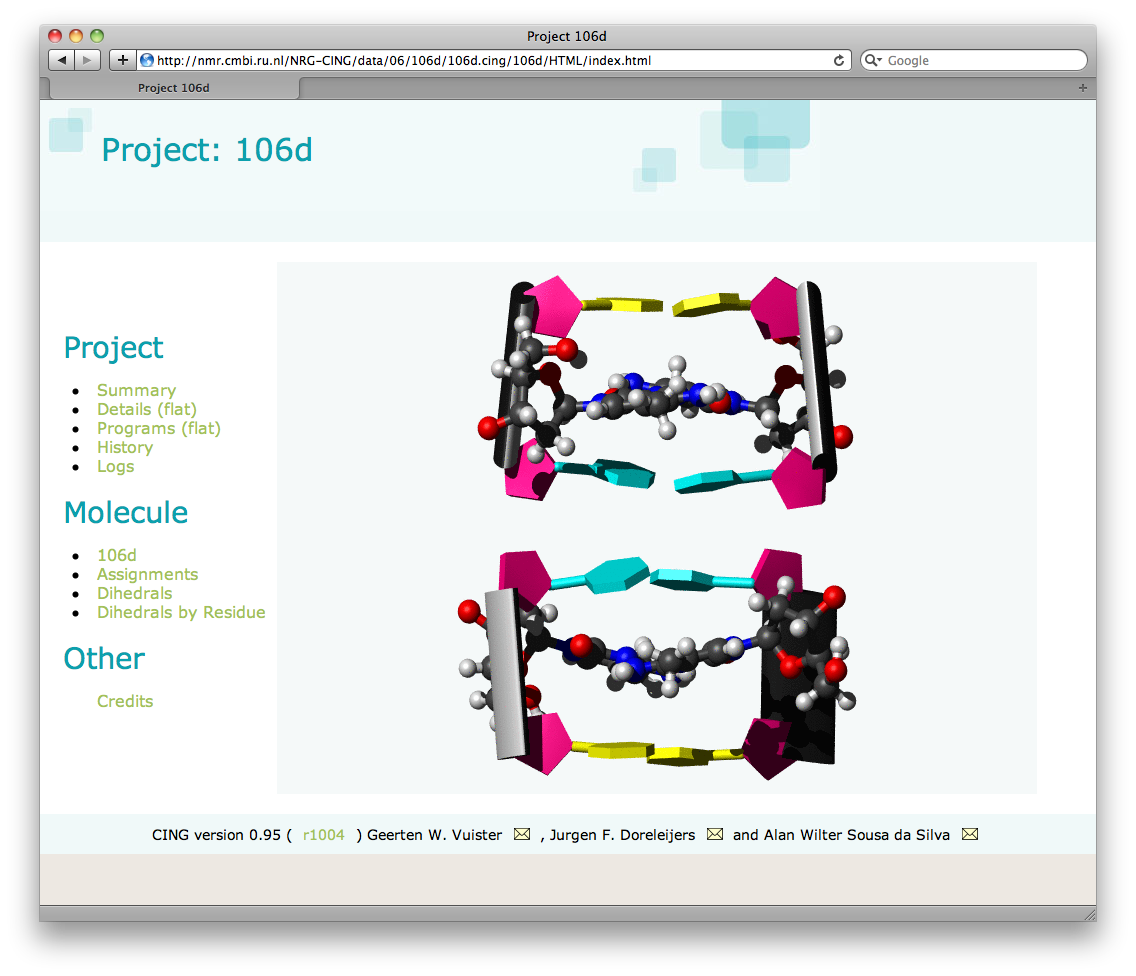 Project 106d
http://nmr.cmbi.ru.nl/NRG-CING/data/06/106d/106d.cing/106d/HTML/index.html
Google
Project 106d
Project: 106d
Project
Summary
Details (flat)
Programs (flat)
History
Logs
Molecule
106d
Assignments
Dihedrals
Dihedrals by Residue
Other
Credits
CING version 0.95 ( r1004 ) Geerten W. Vuister , Jurgen F. Doreleijers and Alan Wilter Sousa da Silva